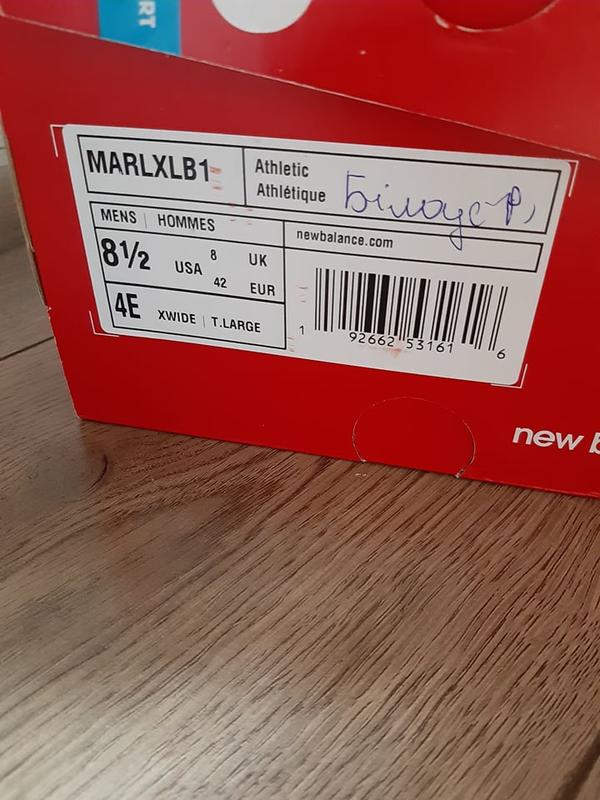 RT
MARLXLB1
Athletic
Athlétique
Білоус Р,
MENS | HOMMES
newbalance.com
8½ USA 8 UK
42 EUR
4E XWIDE | T.LARGE
1 92662 53161 6
new b